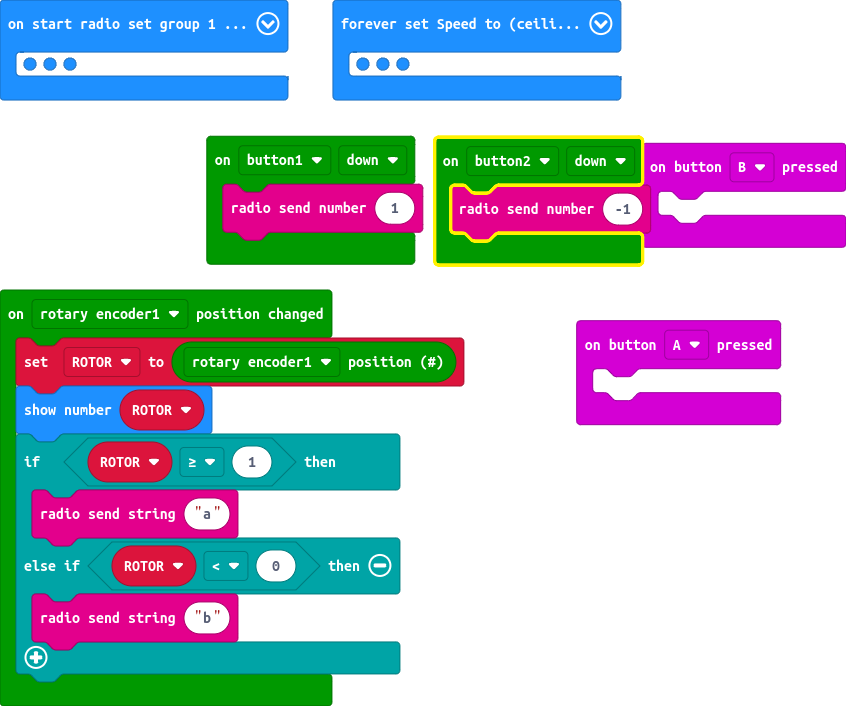 on start radio set group 1 ...
forever set Speed to (ceili...
on button1 down
radio send number 1
on button2 down
radio send number -1
on button B pressed
on rotary encoder1 position changed
set ROTOR to rotary encoder1 position (#)
show number ROTOR
if ROTOR ≥ 1 then
radio send string "a"
else if ROTOR < 0 then
radio send string "b"
on button A pressed